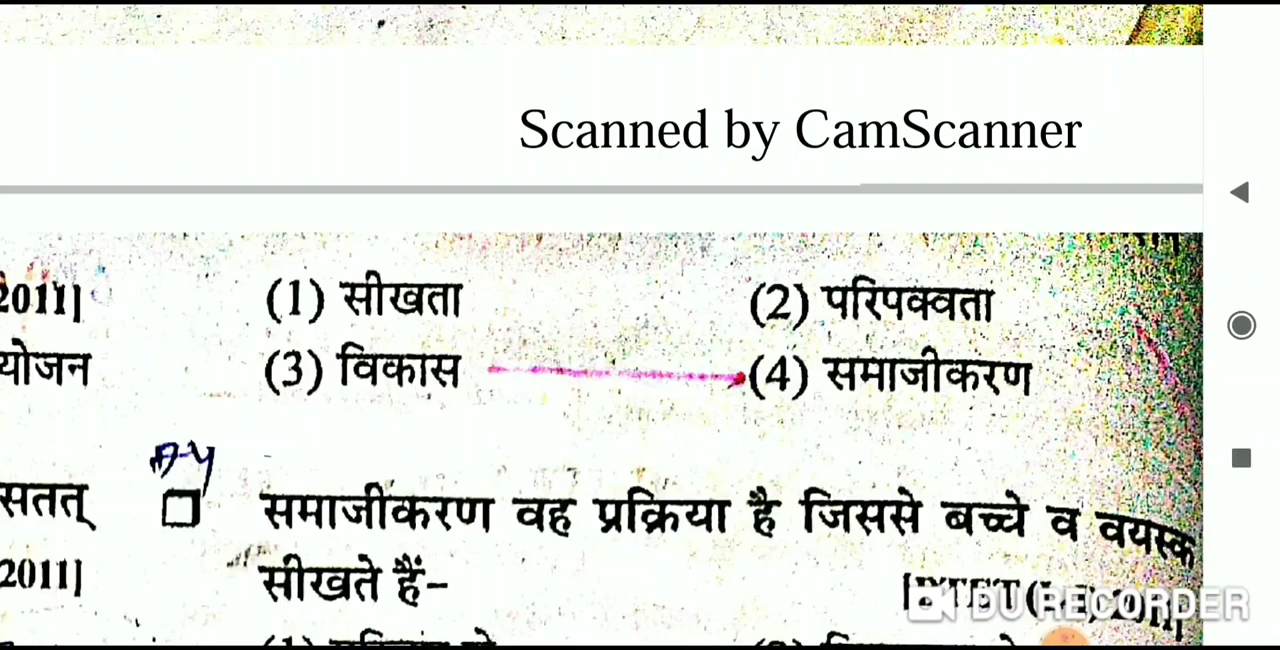 Scanned by CamScanner
2011]
(1) सीखता
(2) परिपक्वता
योजन
(3) विकास
(4) समाजीकरण
सतत्
समाजीकरण वह प्रक्रिया है जिससे बच्चे व वयस्क
2011]
सीखते हैं-
DU RECORDER